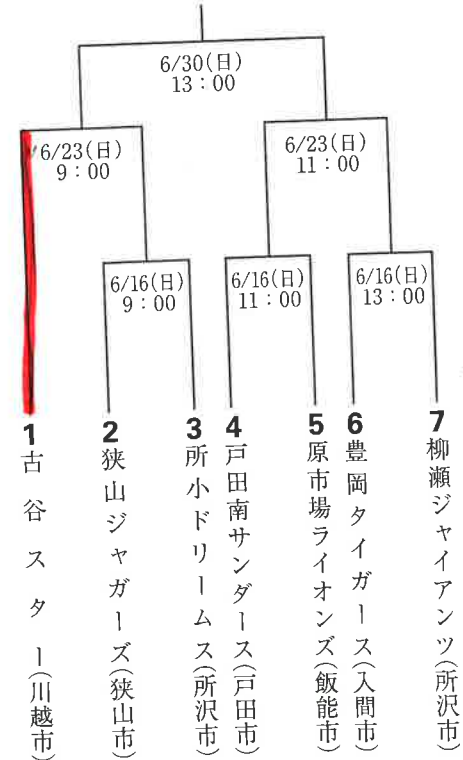 6/30(日)
13：00
6/23(日)
9：00
6/23(日)
11：00
6/16(日)
9：00
6/16(日)
11：00
6/16(日)
13：00
1 古谷スター(川越市)
2 狭山ジャガーズ(狭山市)
3 所小ドリームス(所沢市)
4 戸田南サンダース(戸田市)
5 原市場ライオンズ(飯能市)
6 豊岡タイガース(入間市)
7 柳瀬ジャイアンツ(所沢市)